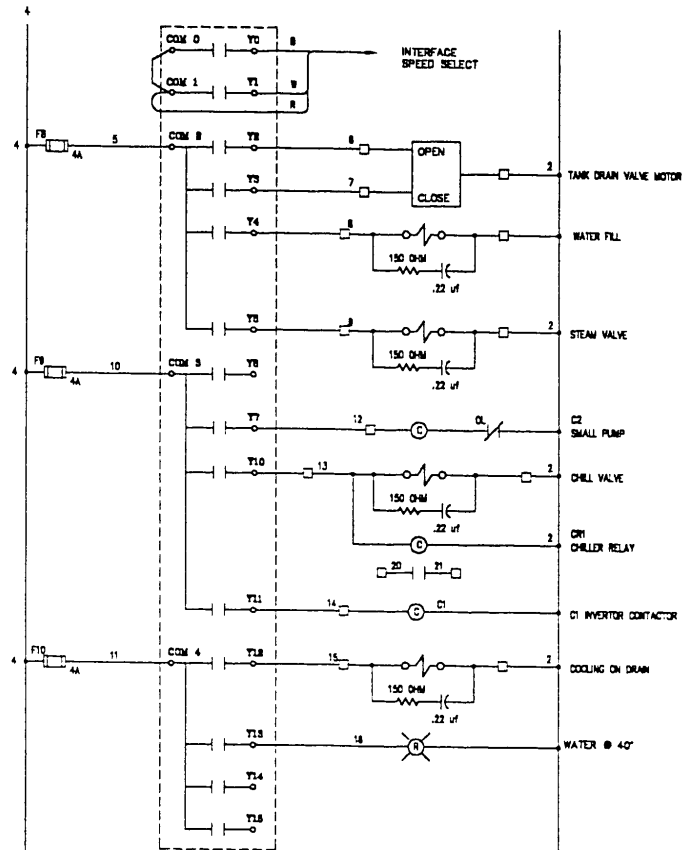 4
COM 0 Y0 B
INTERFACE
SPEED SELECT
COM 1 Y1 W
R
4 F8 4A 5 COM 2 Y2 6 OPEN
2 TANK DRAIN VALVE MOTOR
Y3 7 CLOSE
Y4 8 2 WATER FILL
150 OHM
.22 uf
Y5 9 2 STEAM VALVE
150 OHM
.22 uf
4 F9 4A 10 COM 3 Y6
Y7 12 C OL C2
SMALL PUMP
Y10 13 2 CHILL VALVE
150 OHM
.22 uf
C 2 CR1
CHILLER RELAY
20 21
Y11 14 C C1 C1 INVERTOR CONTACTOR
4 F10 4A 11 COM 4 Y12 15 2 COOLING ON DRAIN
150 OHM
.22 uf
Y13 16 R WATER @ 40°
Y14
Y15